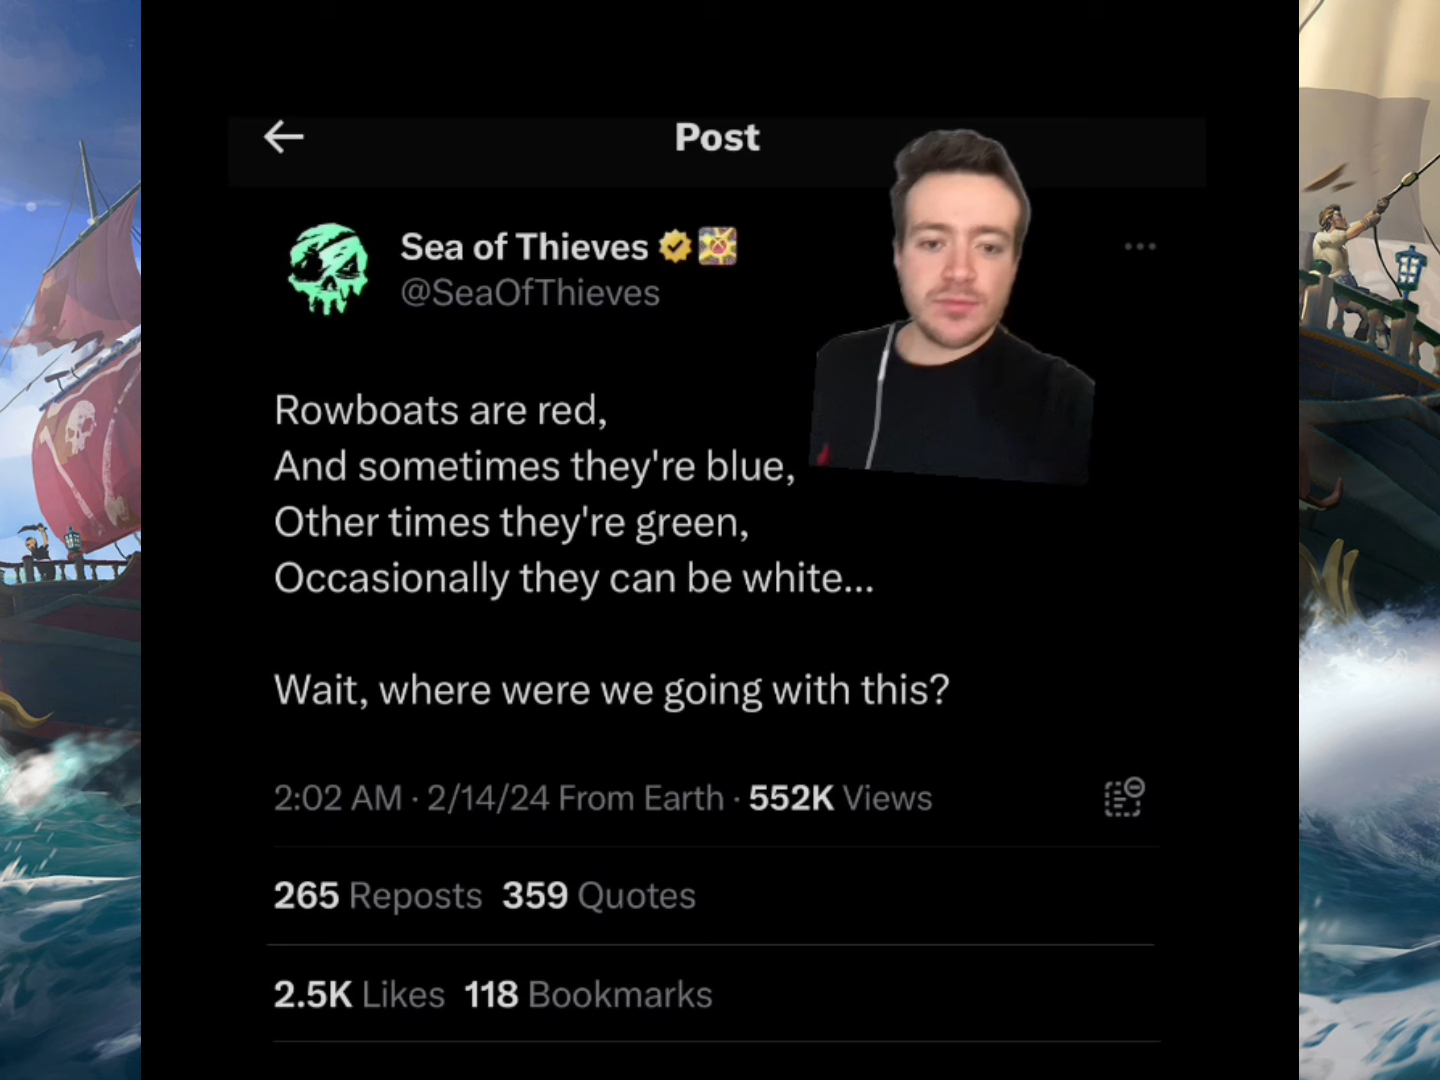 Post
Sea of Thieves
@SeaOfThieves
Rowboats are red,
And sometimes they're blue,
Other times they're green,
Occasionally they can be white...
Wait, where were we going with this?
2:02 AM · 2/14/24 From Earth · 552K Views
265 Reposts 359 Quotes
2.5K Likes 118 Bookmarks